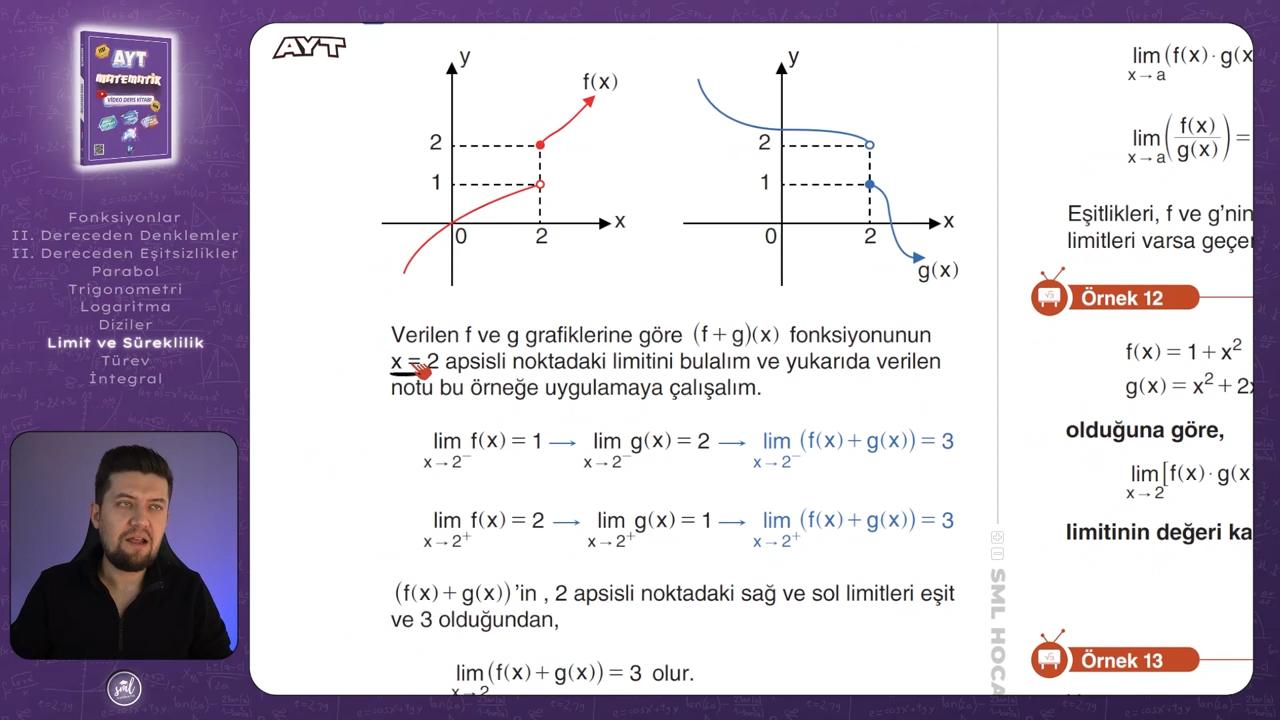 AYT
MATEMATİK
VİDEO DERS KİTABI
Fonksiyonlar
II. Dereceden Denklemler
II. Dereceden Eşitsizlikler
Parabol
Trigonometri
Logaritma
Diziler
Limit ve Süreklilik
Türev
İntegral
sml
AYT
y
f(x)
2
1
0
2
x
y
2
1
0
2
x
g(x)
Verilen f ve g grafiklerine göre (f + g)(x) fonksiyonunun
x = 2 apsisli noktadaki limitini bulalım ve yukarıda verilen
notu bu örneğe uygulamaya çalışalım.
lim f(x) = 1 → lim g(x) = 2 → lim (f(x) + g(x)) = 3
x→2⁻ x→2⁻ x→2⁻
lim f(x) = 2 → lim g(x) = 1 → lim (f(x) + g(x)) = 3
x→2⁺ x→2⁺ x→2⁺
(f(x) + g(x))'in , 2 apsisli noktadaki sağ ve sol limitleri eşit
ve 3 olduğundan,
lim (f(x) + g(x)) = 3 olur.
x→2
SML HOCA
lim (f(x) · g(x
x→a
lim (f(x)/g(x)) =
x→a
Eşitlikleri, f ve g'nin
limitleri varsa geçer
Örnek 12
f(x) = 1 + x²
g(x) = x² + 2x
olduğuna göre,
lim [f(x) · g(x
x→2
limitinin değeri ka
Örnek 13